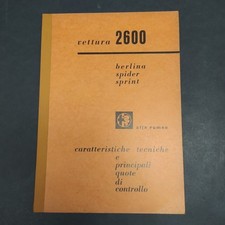 vettura 2600
berlina
spider
sprint
alfa romeo
caratteristiche tecniche
e
principali
quote
di
controllo